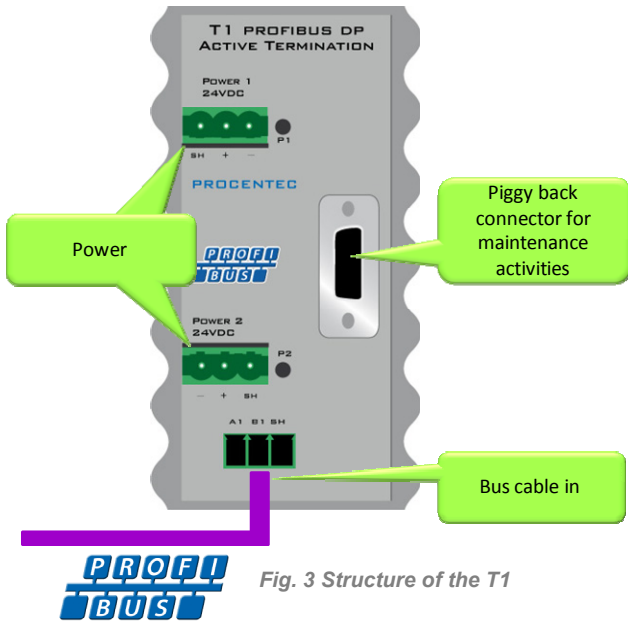 T1 PROFIBUS DP
ACTIVE TERMINATION
POWER 1
24VDC
P1
SH + −
PROCENTEC
Power
Piggy back
connector for
maintenance
activities
PROFI
BUS
POWER 2
24VDC
P2
− + SH
A1 B1 SH
Bus cable in
PROFI
BUS
Fig. 3 Structure of the T1